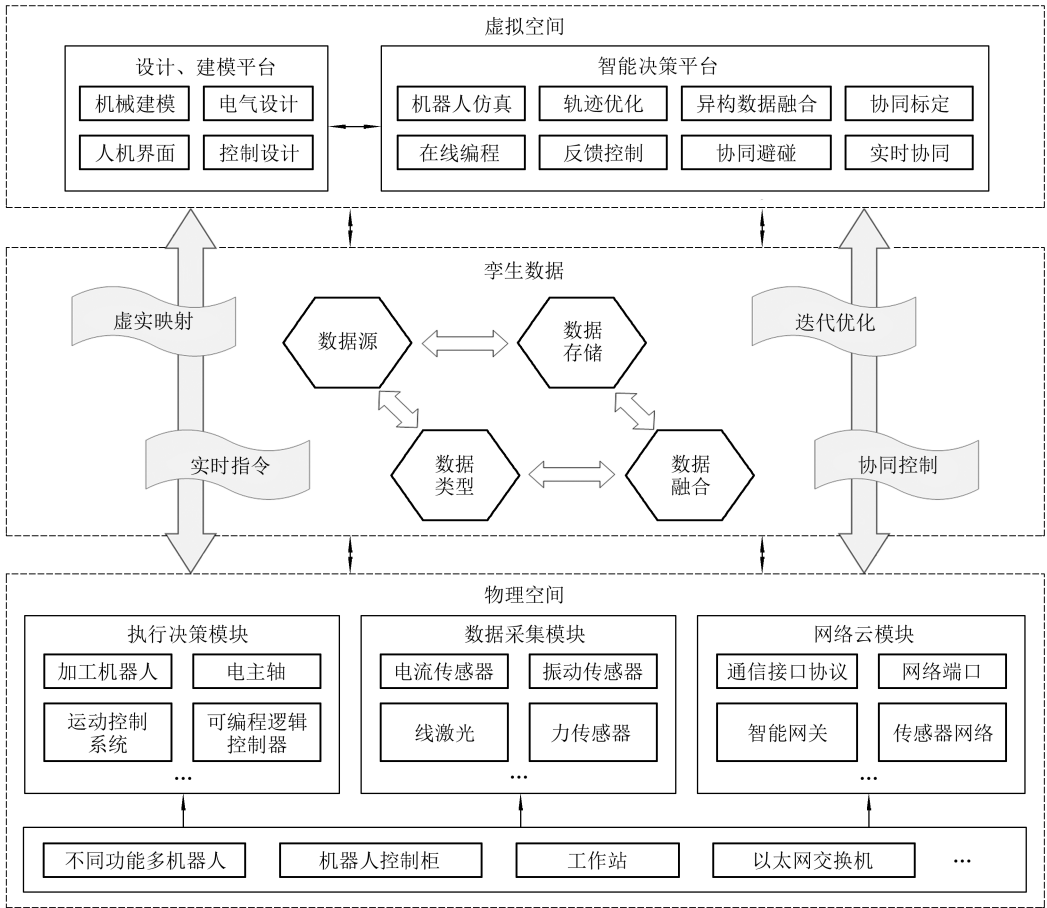 虚拟空间
设计、建模平台
机械建模
电气设计
人机界面
控制设计
智能决策平台
机器人仿真
轨迹优化
异构数据融合
协同标定
在线编程
反馈控制
协同避碰
实时协同
孪生数据
虚实映射
实时指令
数据源
数据
存储
数据
类型
数据
融合
迭代优化
协同控制
物理空间
执行决策模块
加工机器人
电主轴
运动控制
系统
可编程逻辑
控制器
...
数据采集模块
电流传感器
振动传感器
线激光
力传感器
...
网络云模块
通信接口协议
网络端口
智能网关
传感器网络
...
不同功能多机器人
机器人控制柜
工作站
以太网交换机
...